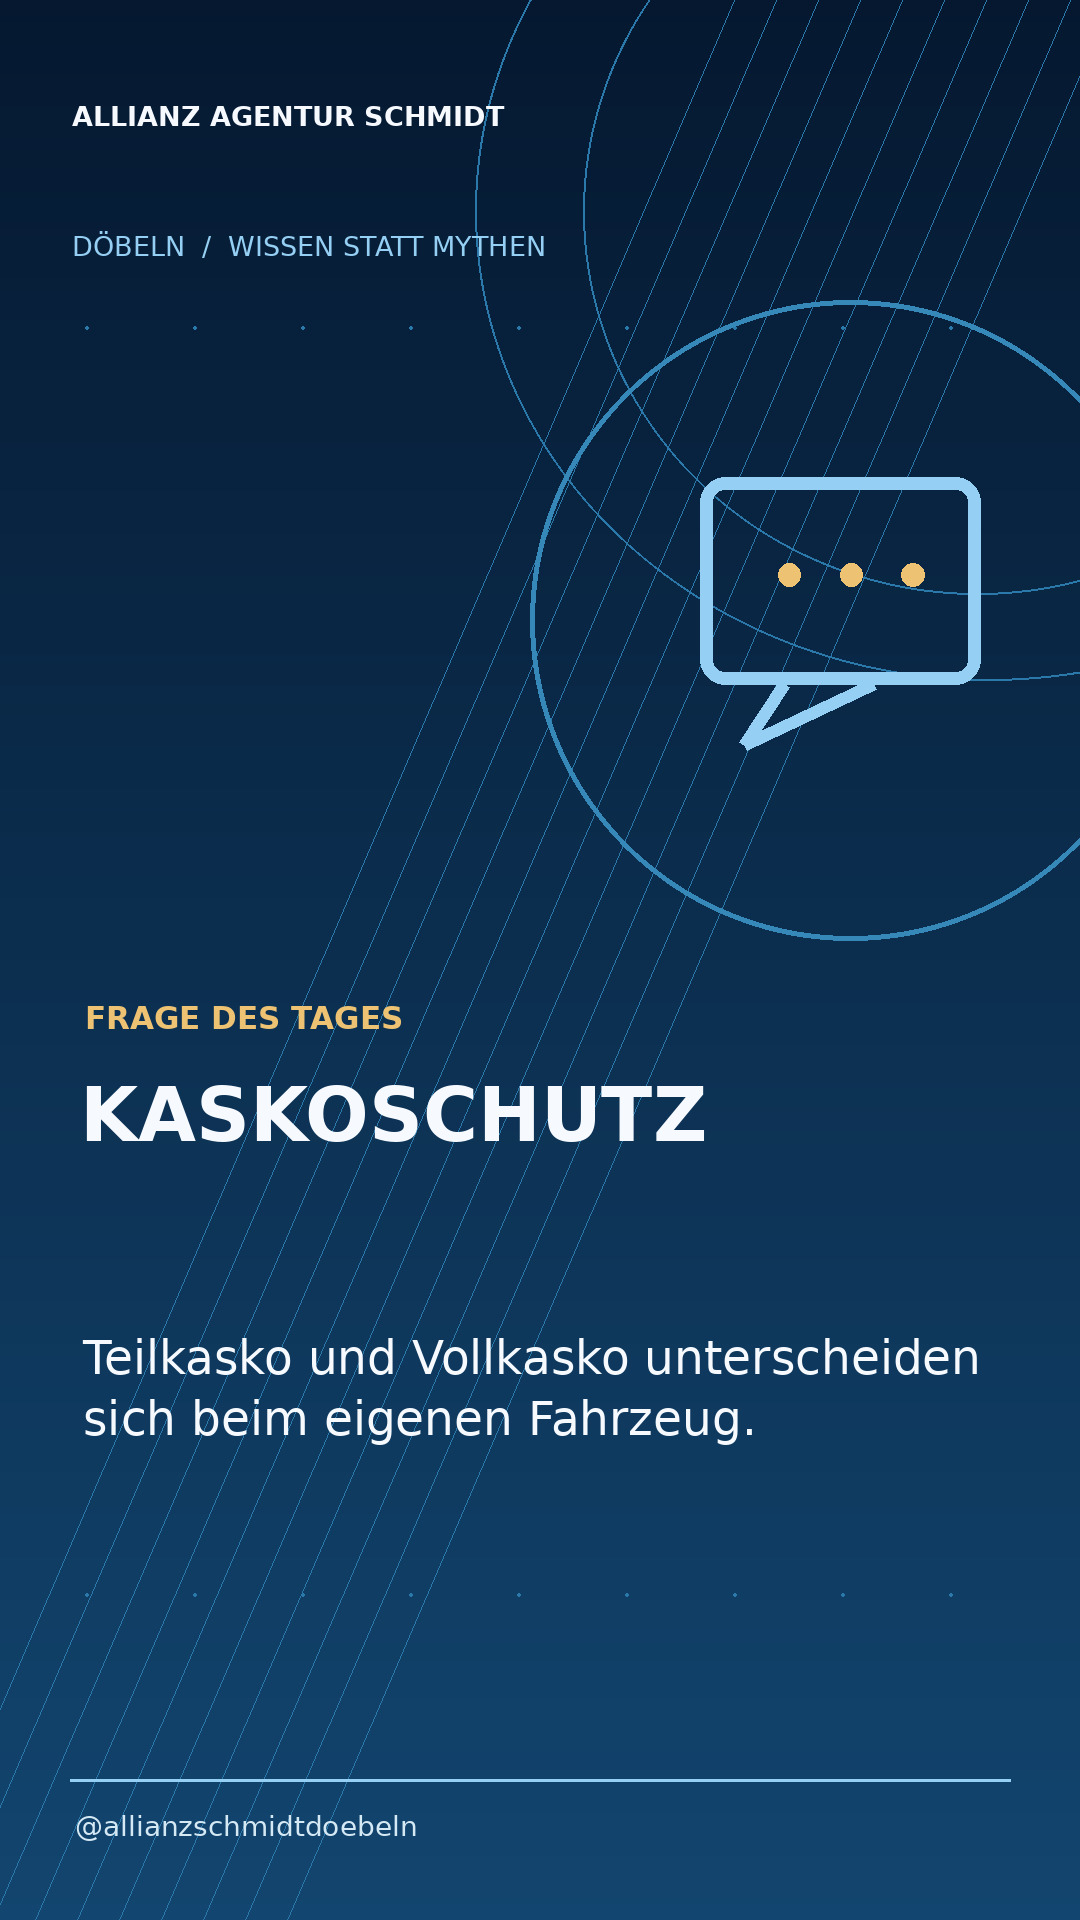 ALLIANZ AGENTUR SCHMIDT
DÖBELN / WISSEN STATT MYTHEN
FRAGE DES TAGES
KASKOSCHUTZ
Teilkasko und Vollkasko unterscheiden
sich beim eigenen Fahrzeug.
@allianzschmidtdoebeln